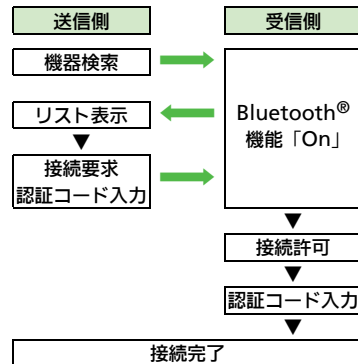 送信側
受信側
機器検索
リスト表示
▼
接続要求
認証コード入力
Bluetooth®
機能「On」
▼
接続許可
▼
認証コード入力
▼
接続完了